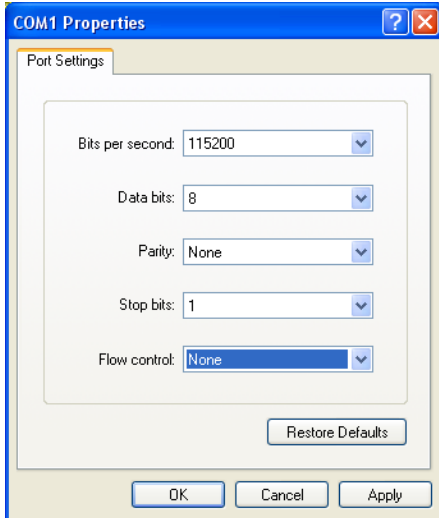 COM1 Properties
Port Settings
Bits per second: 115200
Data bits: 8
Parity: None
Stop bits: 1
Flow control: None
Restore Defaults
OK Cancel Apply